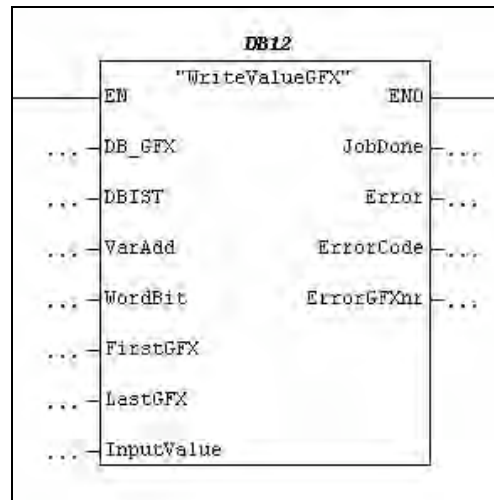 DB12
"WriteValueGFX"
EN ENO
... DB_GFX JobDone ...
... DBIST Error ...
... VarAdd ErrorCode ...
... WordBit ErrorGFXnr ...
... FirstGFX
... LastGFX
... InputValue